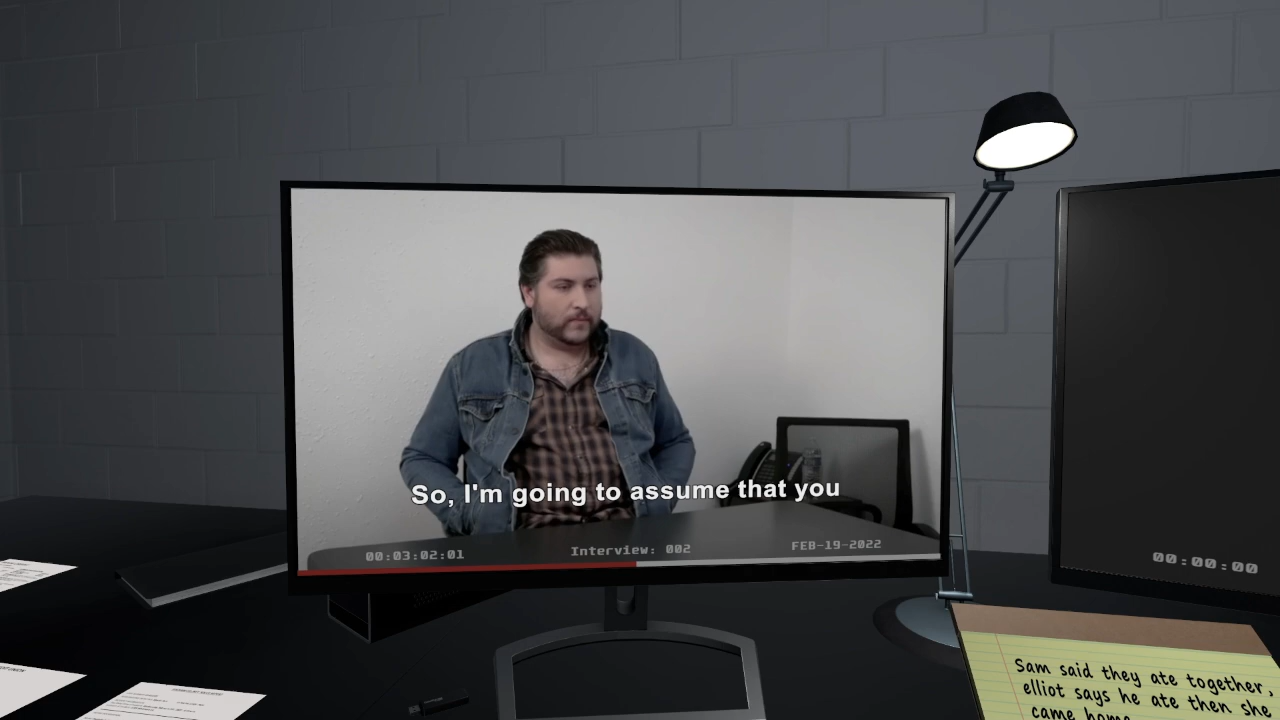 So, I'm going to assume that you
00:03:02:01
Interview: 002
FEB-19-2022
00:00:00
Sam said they ate together,
elliot says he ate then she
came home